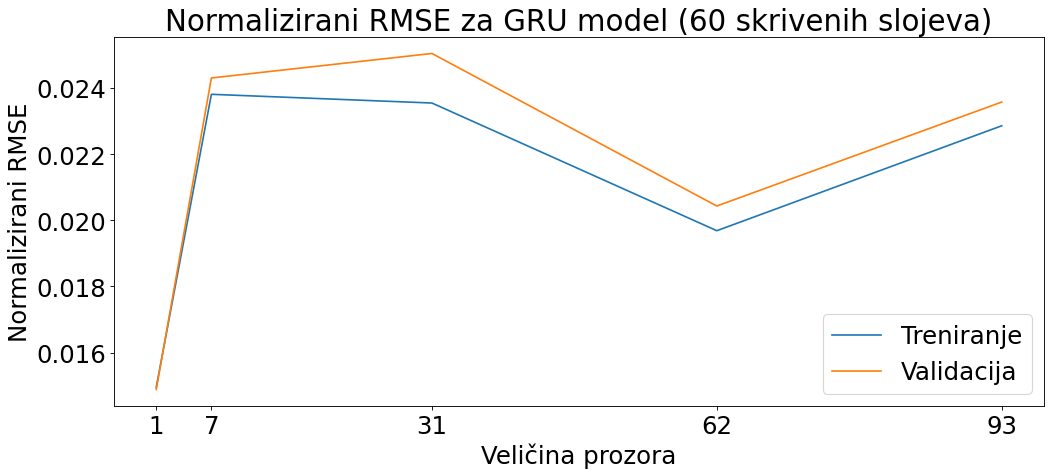 Normalizirani RMSE za GRU model (60 skrivenih slojeva)
Normalizirani RMSE
0.024
0.022
0.020
0.018
0.016
Treniranje
Validacija
1 7 31 62 93
Veličina prozora